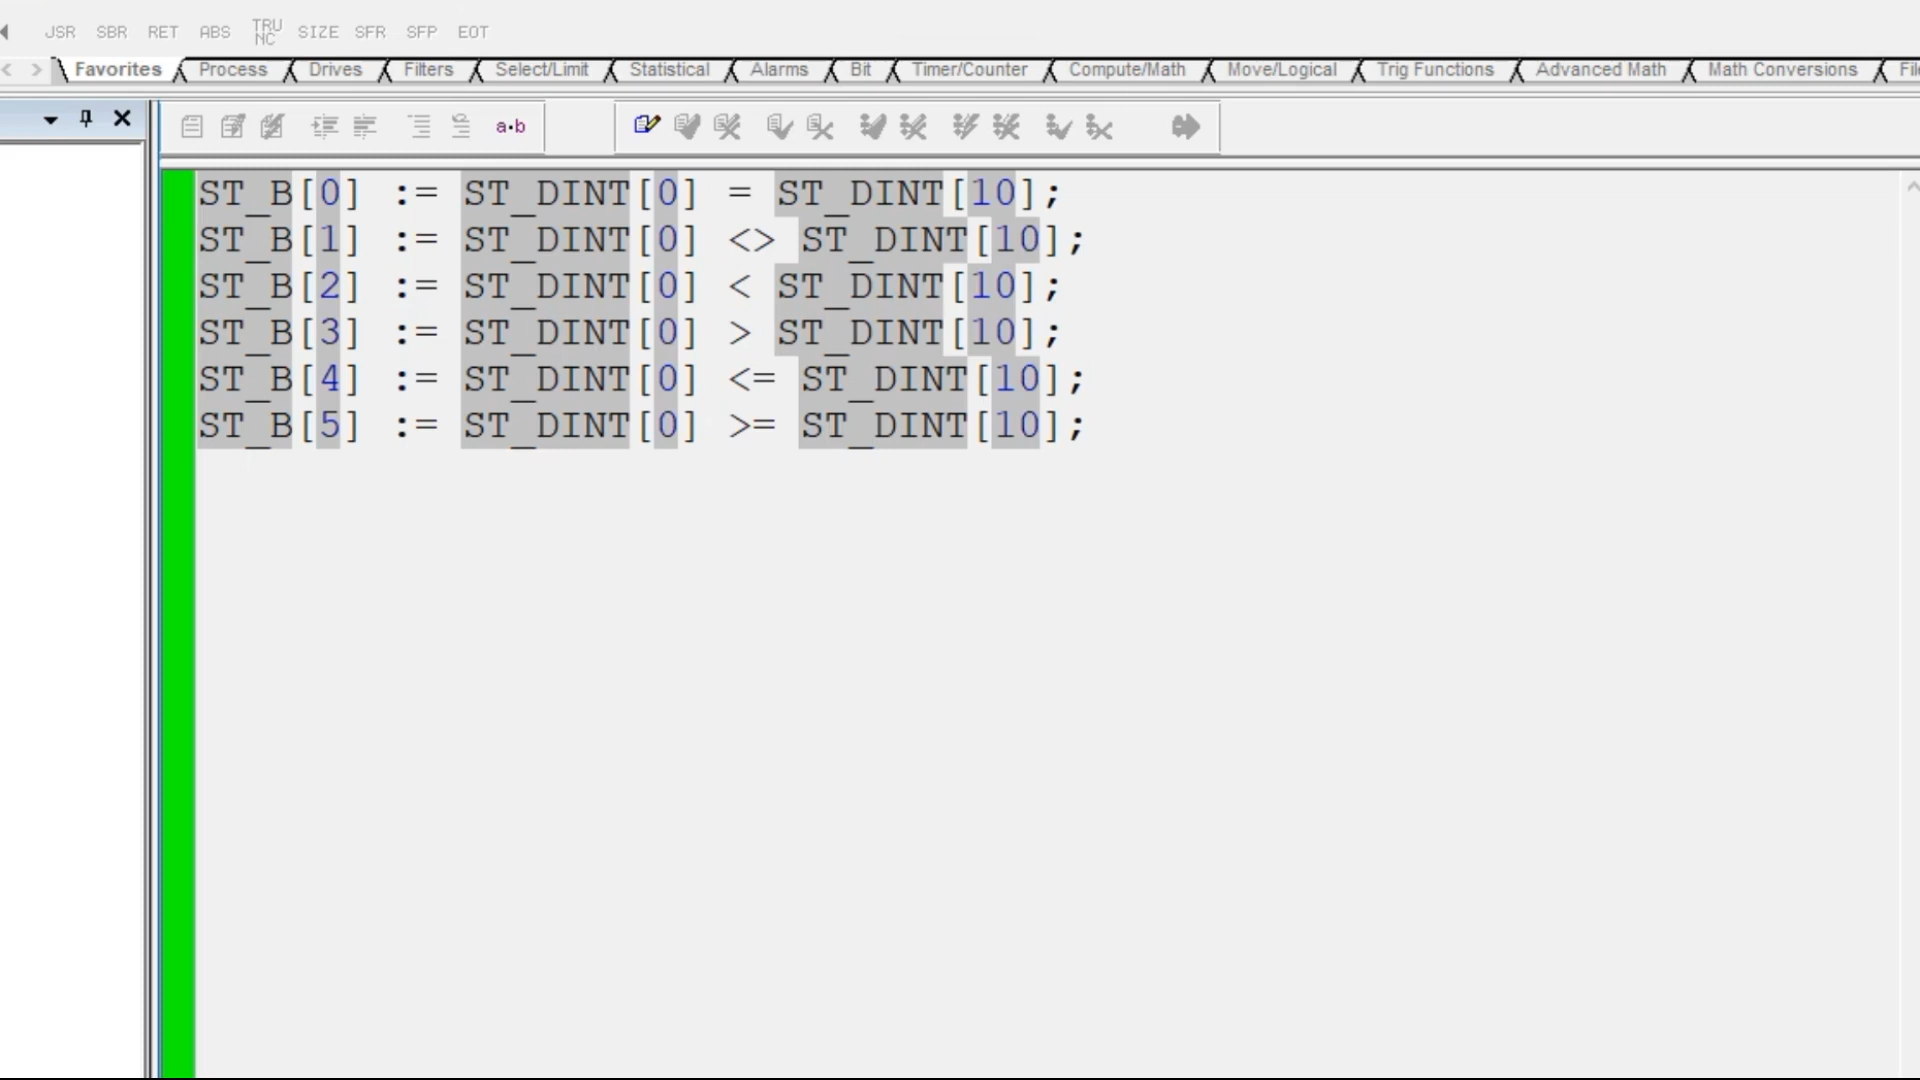 JSR SBR RET ABS TRU NC SIZE SFR SFP EOT
Favorites Process Drives Filters Select/Limit Statistical Alarms Bit Timer/Counter Compute/Math Move/Logical Trig Functions Advanced Math Math Conversions
a·b
ST_B[0] := ST_DINT[0] = ST_DINT[10];
ST_B[1] := ST_DINT[0] <> ST_DINT[10];
ST_B[2] := ST_DINT[0] < ST_DINT[10];
ST_B[3] := ST_DINT[0] > ST_DINT[10];
ST_B[4] := ST_DINT[0] <= ST_DINT[10];
ST_B[5] := ST_DINT[0] >= ST_DINT[10];